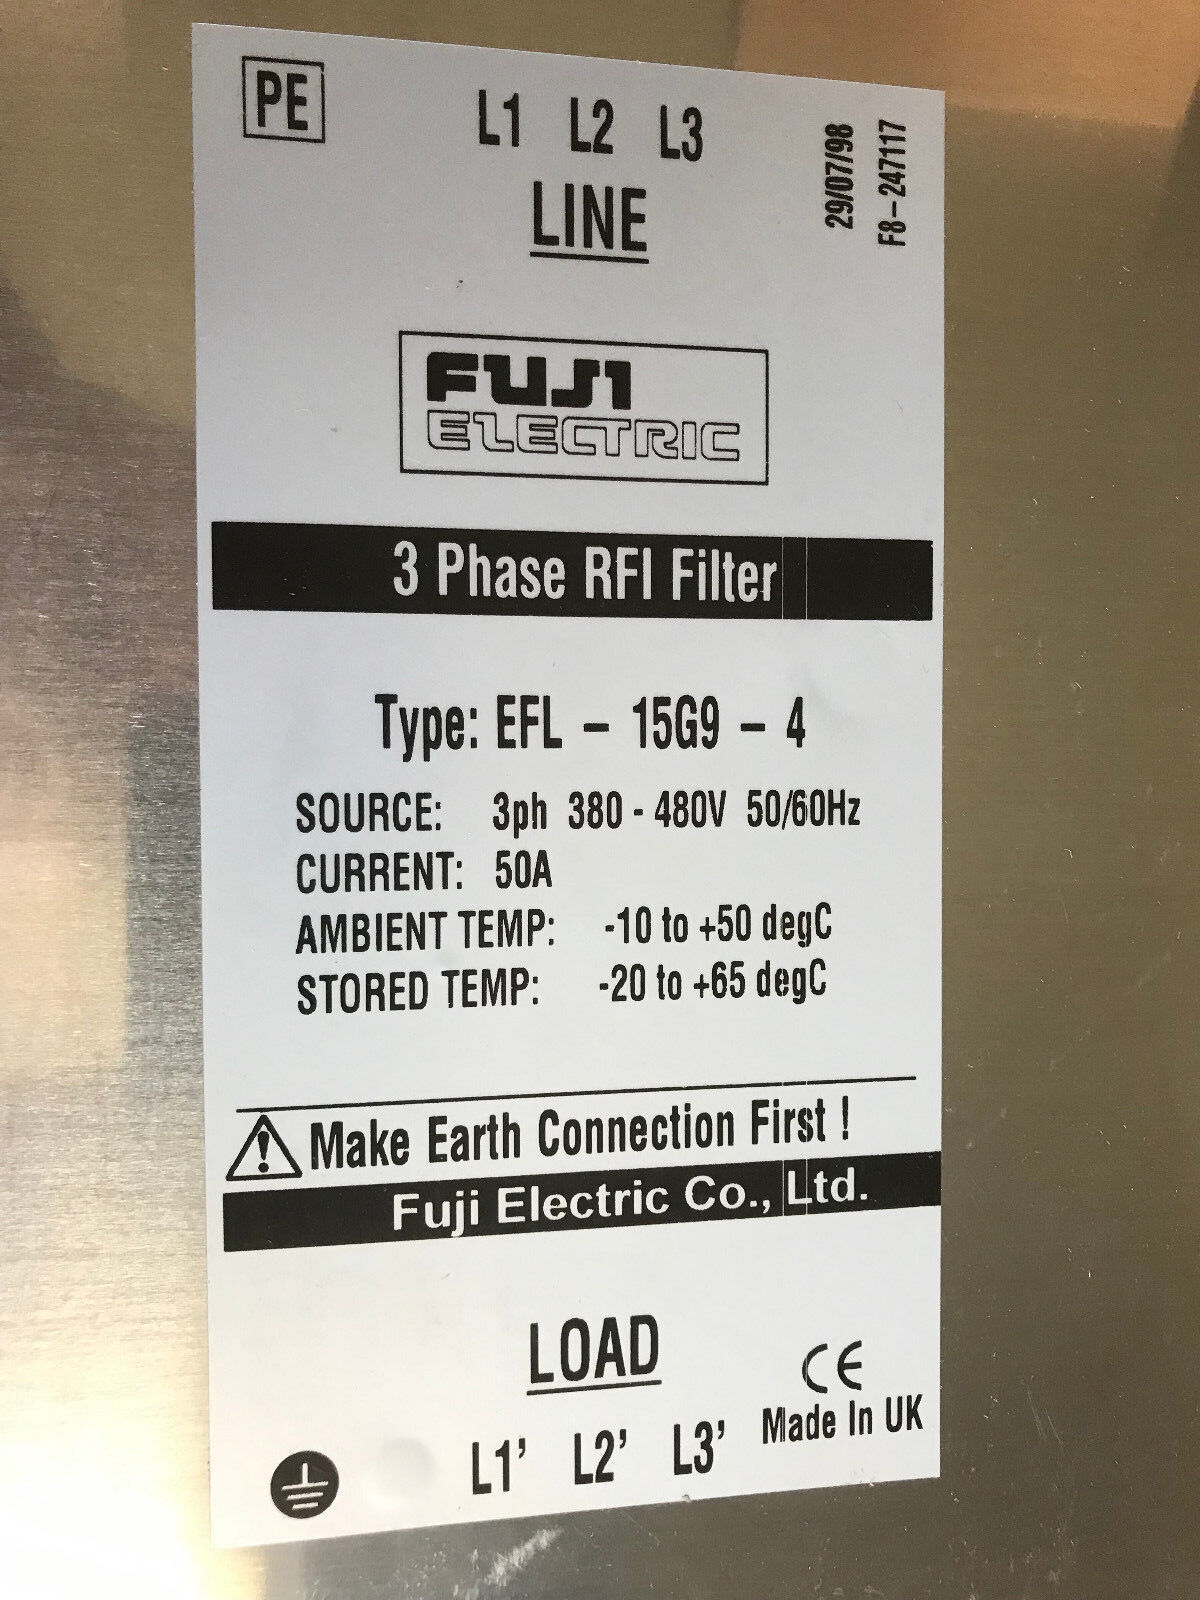 PE
L1 L2 L3
LINE
29/07/98
F8-247117
FUJI
ELECTRIC
3 Phase RFI Filter
Type: EFL - 15G9 - 4
SOURCE: 3ph 380 - 480V 50/60Hz
CURRENT: 50A
AMBIENT TEMP: -10 to +50 degC
STORED TEMP: -20 to +65 degC
Make Earth Connection First !
Fuji Electric Co., Ltd.
LOAD
CE
Made In UK
L1' L2' L3'